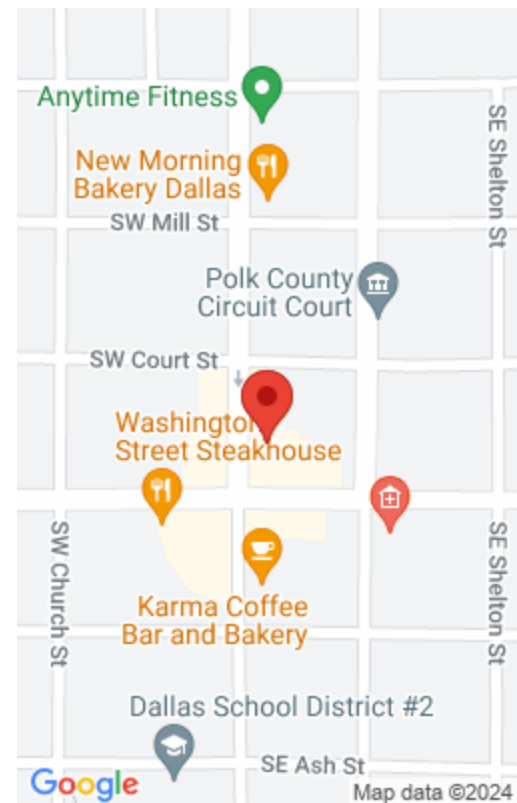 Anytime Fitness
SE Shelton St
New Morning
Bakery Dallas
SW Mill St
Polk County
Circuit Court
SW Court St
Washington
Street Steakhouse
SW Church St
SE Shelton St
Karma Coffee
Bar and Bakery
Dallas School District #2
SE Ash St
Google
Map data ©2024